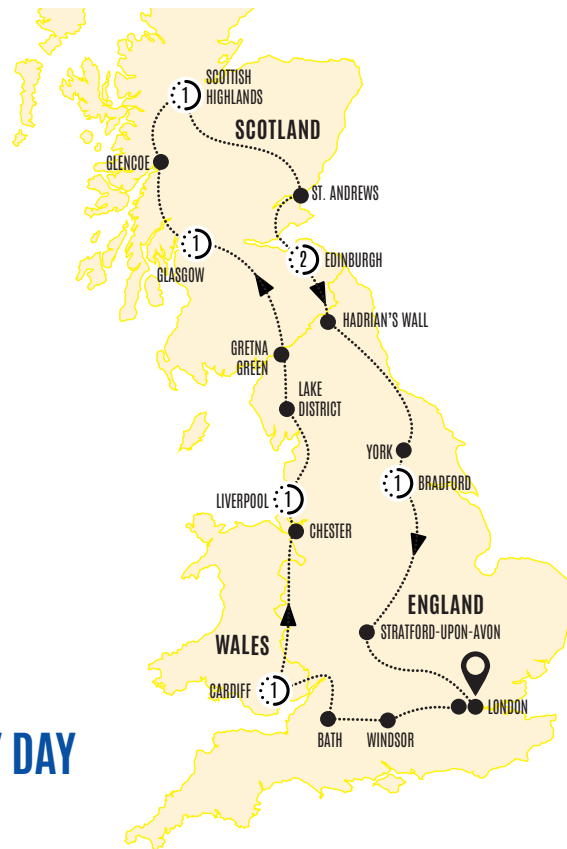 SCOTTISH
HIGHLANDS
1
SCOTLAND
GLENCOE
ST. ANDREWS
1
GLASGOW
2
EDINBURGH
HADRIAN'S WALL
GRETNA
GREEN
LAKE
DISTRICT
YORK
1
BRADFORD
LIVERPOOL
1
CHESTER
ENGLAND
STRATFORD-UPON-AVON
WALES
CARDIFF
1
LONDON
BATH
WINDSOR
DAY